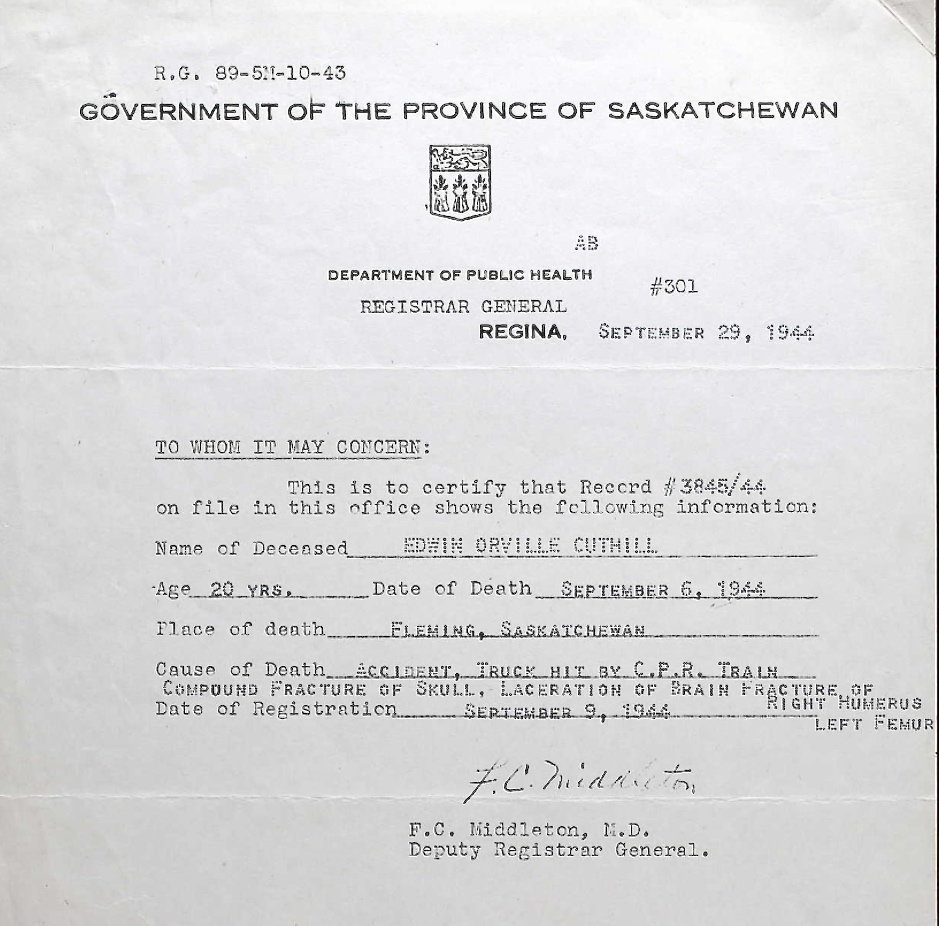 R.G. 89-5M-10-43
GOVERNMENT OF THE PROVINCE OF SASKATCHEWAN
AB
DEPARTMENT OF PUBLIC HEALTH
#301
REGISTRAR GENERAL
REGINA, SEPTEMBER 29, 1944
TO WHOM IT MAY CONCERN:
This is to certify that Record #3845/44
on file in this office shows the following information:
Name of Deceased EDWIN ORVILLE CUTHILL
Age 20 YRS. Date of Death SEPTEMBER 6, 1944
Place of death FLEMING, SASKATCHEWAN
Cause of Death ACCIDENT, TRUCK HIT BY C.P.R. TRAIN
COMPOUND FRACTURE OF SKULL, LACERATION OF BRAIN FRACTURE OF
RIGHT HUMERUS
Date of Registration SEPTEMBER 9, 1944
LEFT FEMUR
F.C. Middleton
F.C. Middleton, M.D.
Deputy Registrar General.